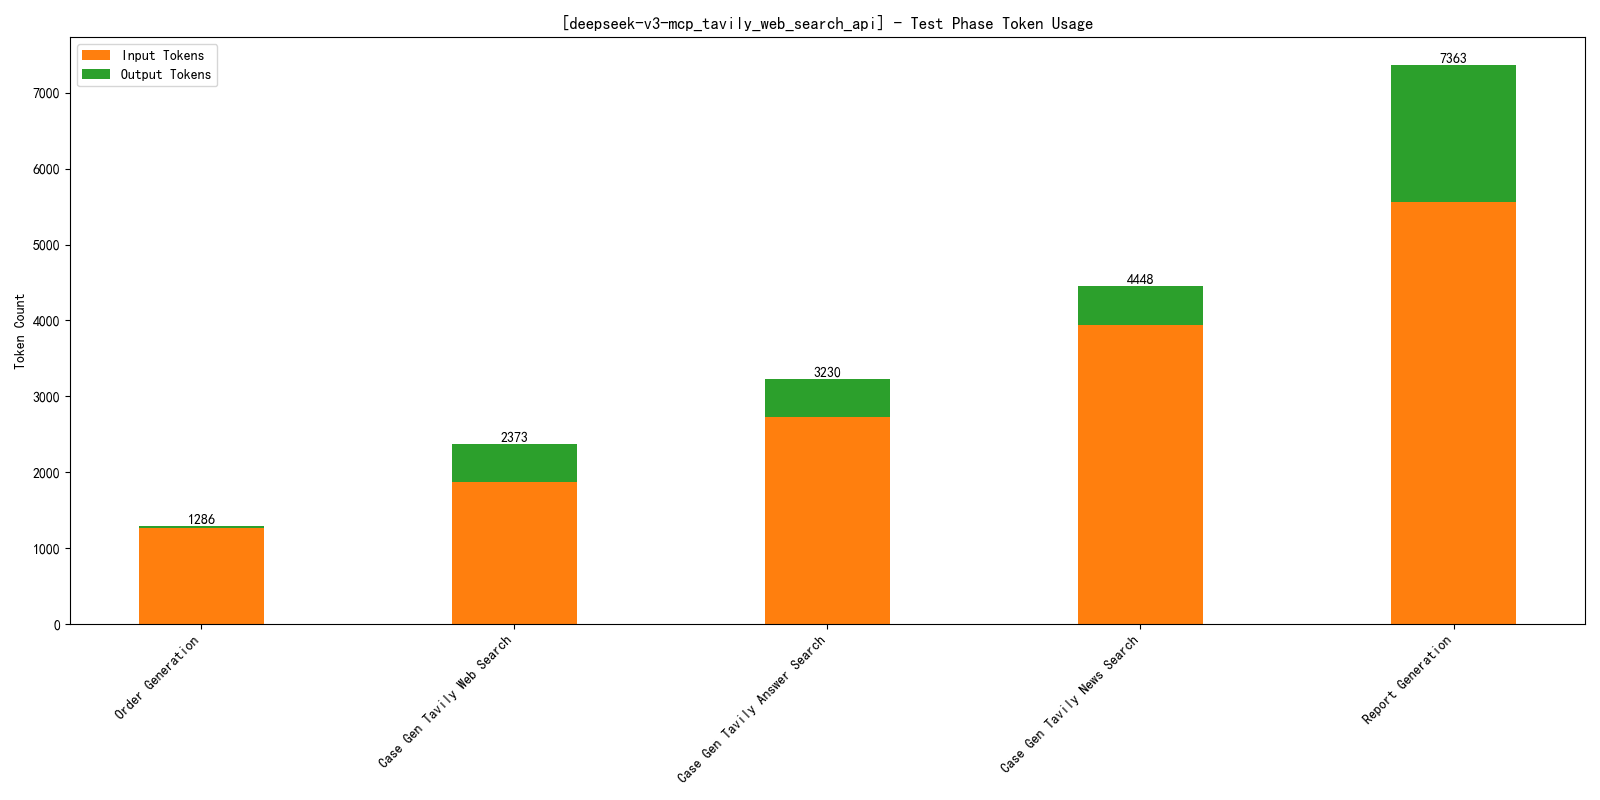 [deepseek-v3-mcp_tavily_web_search_api] - Test Phase Token Usage
Input Tokens
Output Tokens
Token Count
7000
6000
5000
4000
3000
2000
1000
0
1286
2373
3230
4448
7363
Order Generation
Case Gen Tavily Web Search
Case Gen Tavily Answer Search
Case Gen Tavily News Search
Report Generation